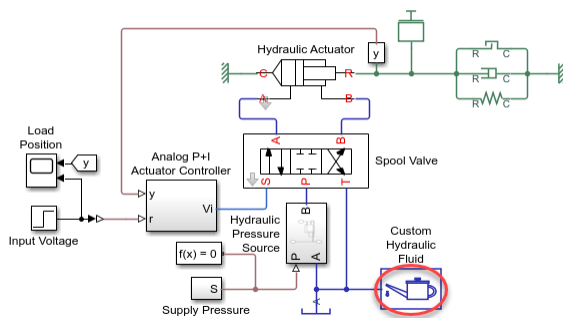 y
Hydraulic Actuator
C
R
R
C
R
C
R
C
A
B
Load
Position
y
Analog P+I
Actuator Controller
A
B
Spool Valve
S
P
T
y
Vi
r
Input Voltage
Hydraulic
Pressure
Source
B
P
A
Custom
Hydraulic
Fluid
f(x) = 0
S
Supply Pressure
A